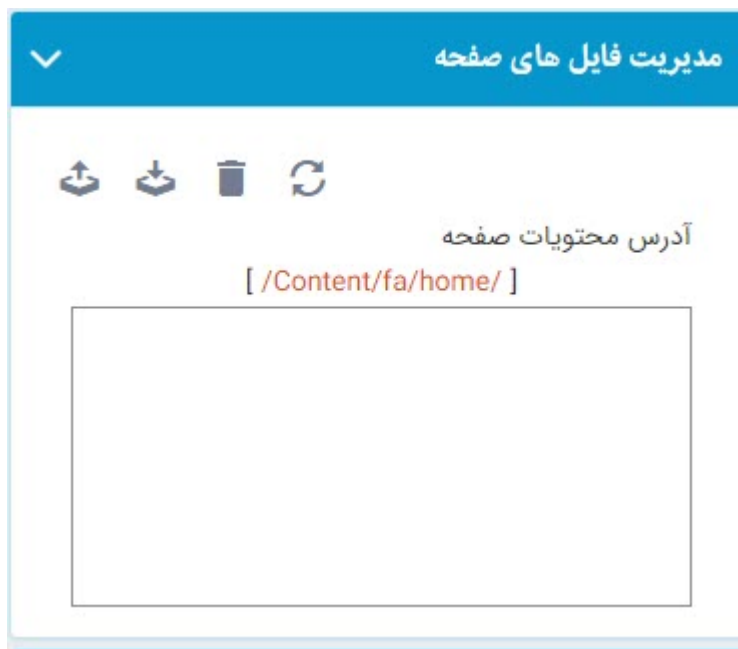 مدیریت فایل های صفحه
آدرس محتویات صفحه
[ /Content/fa/home/ ]